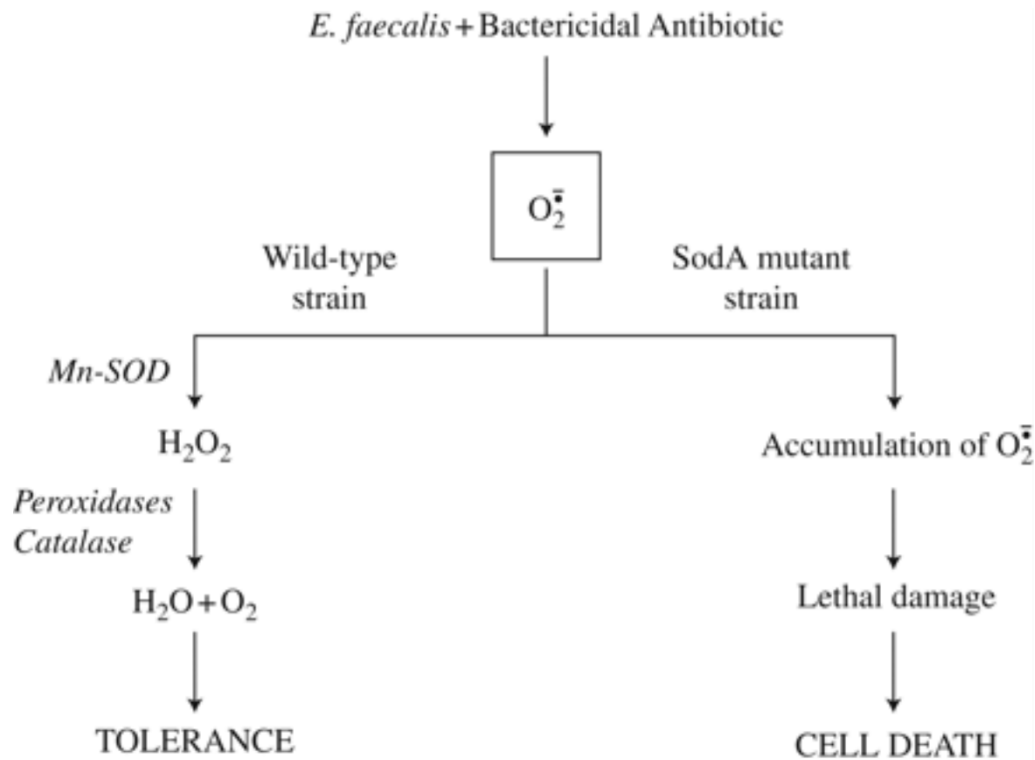 E. faecalis + Bactericidal Antibiotic
O₂•̄
Wild-type
strain
SodA mutant
strain
Mn-SOD
H₂O₂
Accumulation of O₂•̄
Peroxidases
Catalase
H₂O + O₂
Lethal damage
TOLERANCE
CELL DEATH